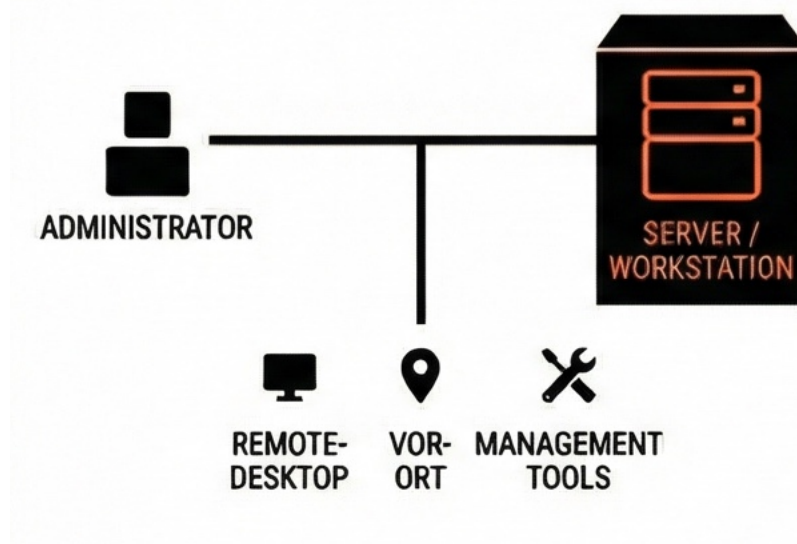 ADMINISTRATOR
SERVER /
WORKSTATION
REMOTE-
DESKTOP
VOR-
ORT
MANAGEMENT
TOOLS